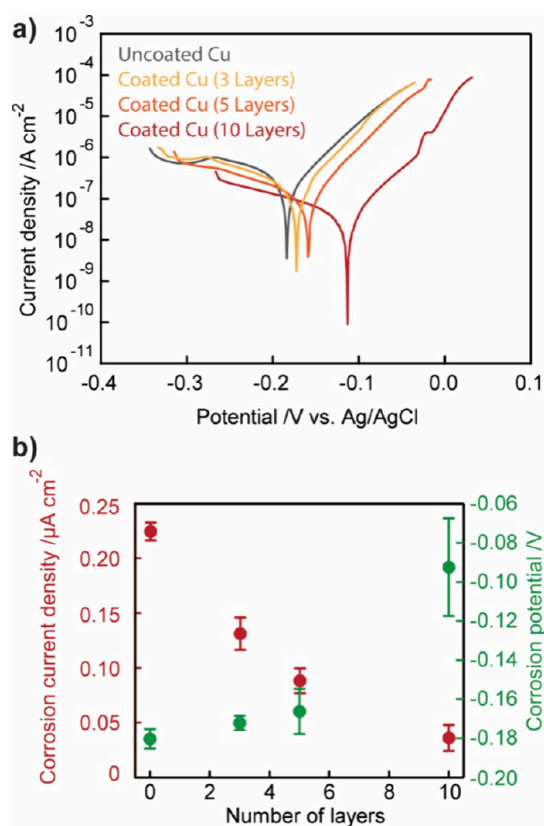 a)
Uncoated Cu
Coated Cu (3 Layers)
Coated Cu (5 Layers)
Coated Cu (10 Layers)
Current density /A cm⁻²
10⁻³
10⁻⁴
10⁻⁵
10⁻⁶
10⁻⁷
10⁻⁸
10⁻⁹
10⁻¹⁰
10⁻¹¹
-0.4 -0.3 -0.2 -0.1 0.0 0.1
Potential /V vs. Ag/AgCl
b)
Corrosion current density /µA cm⁻²
0.25
0.20
0.15
0.10
0.05
0
-0.06
-0.08
-0.10
-0.12
-0.14
-0.16
-0.18
-0.20
Corrosion potential /V
0 2 4 6 8 10
Number of layers